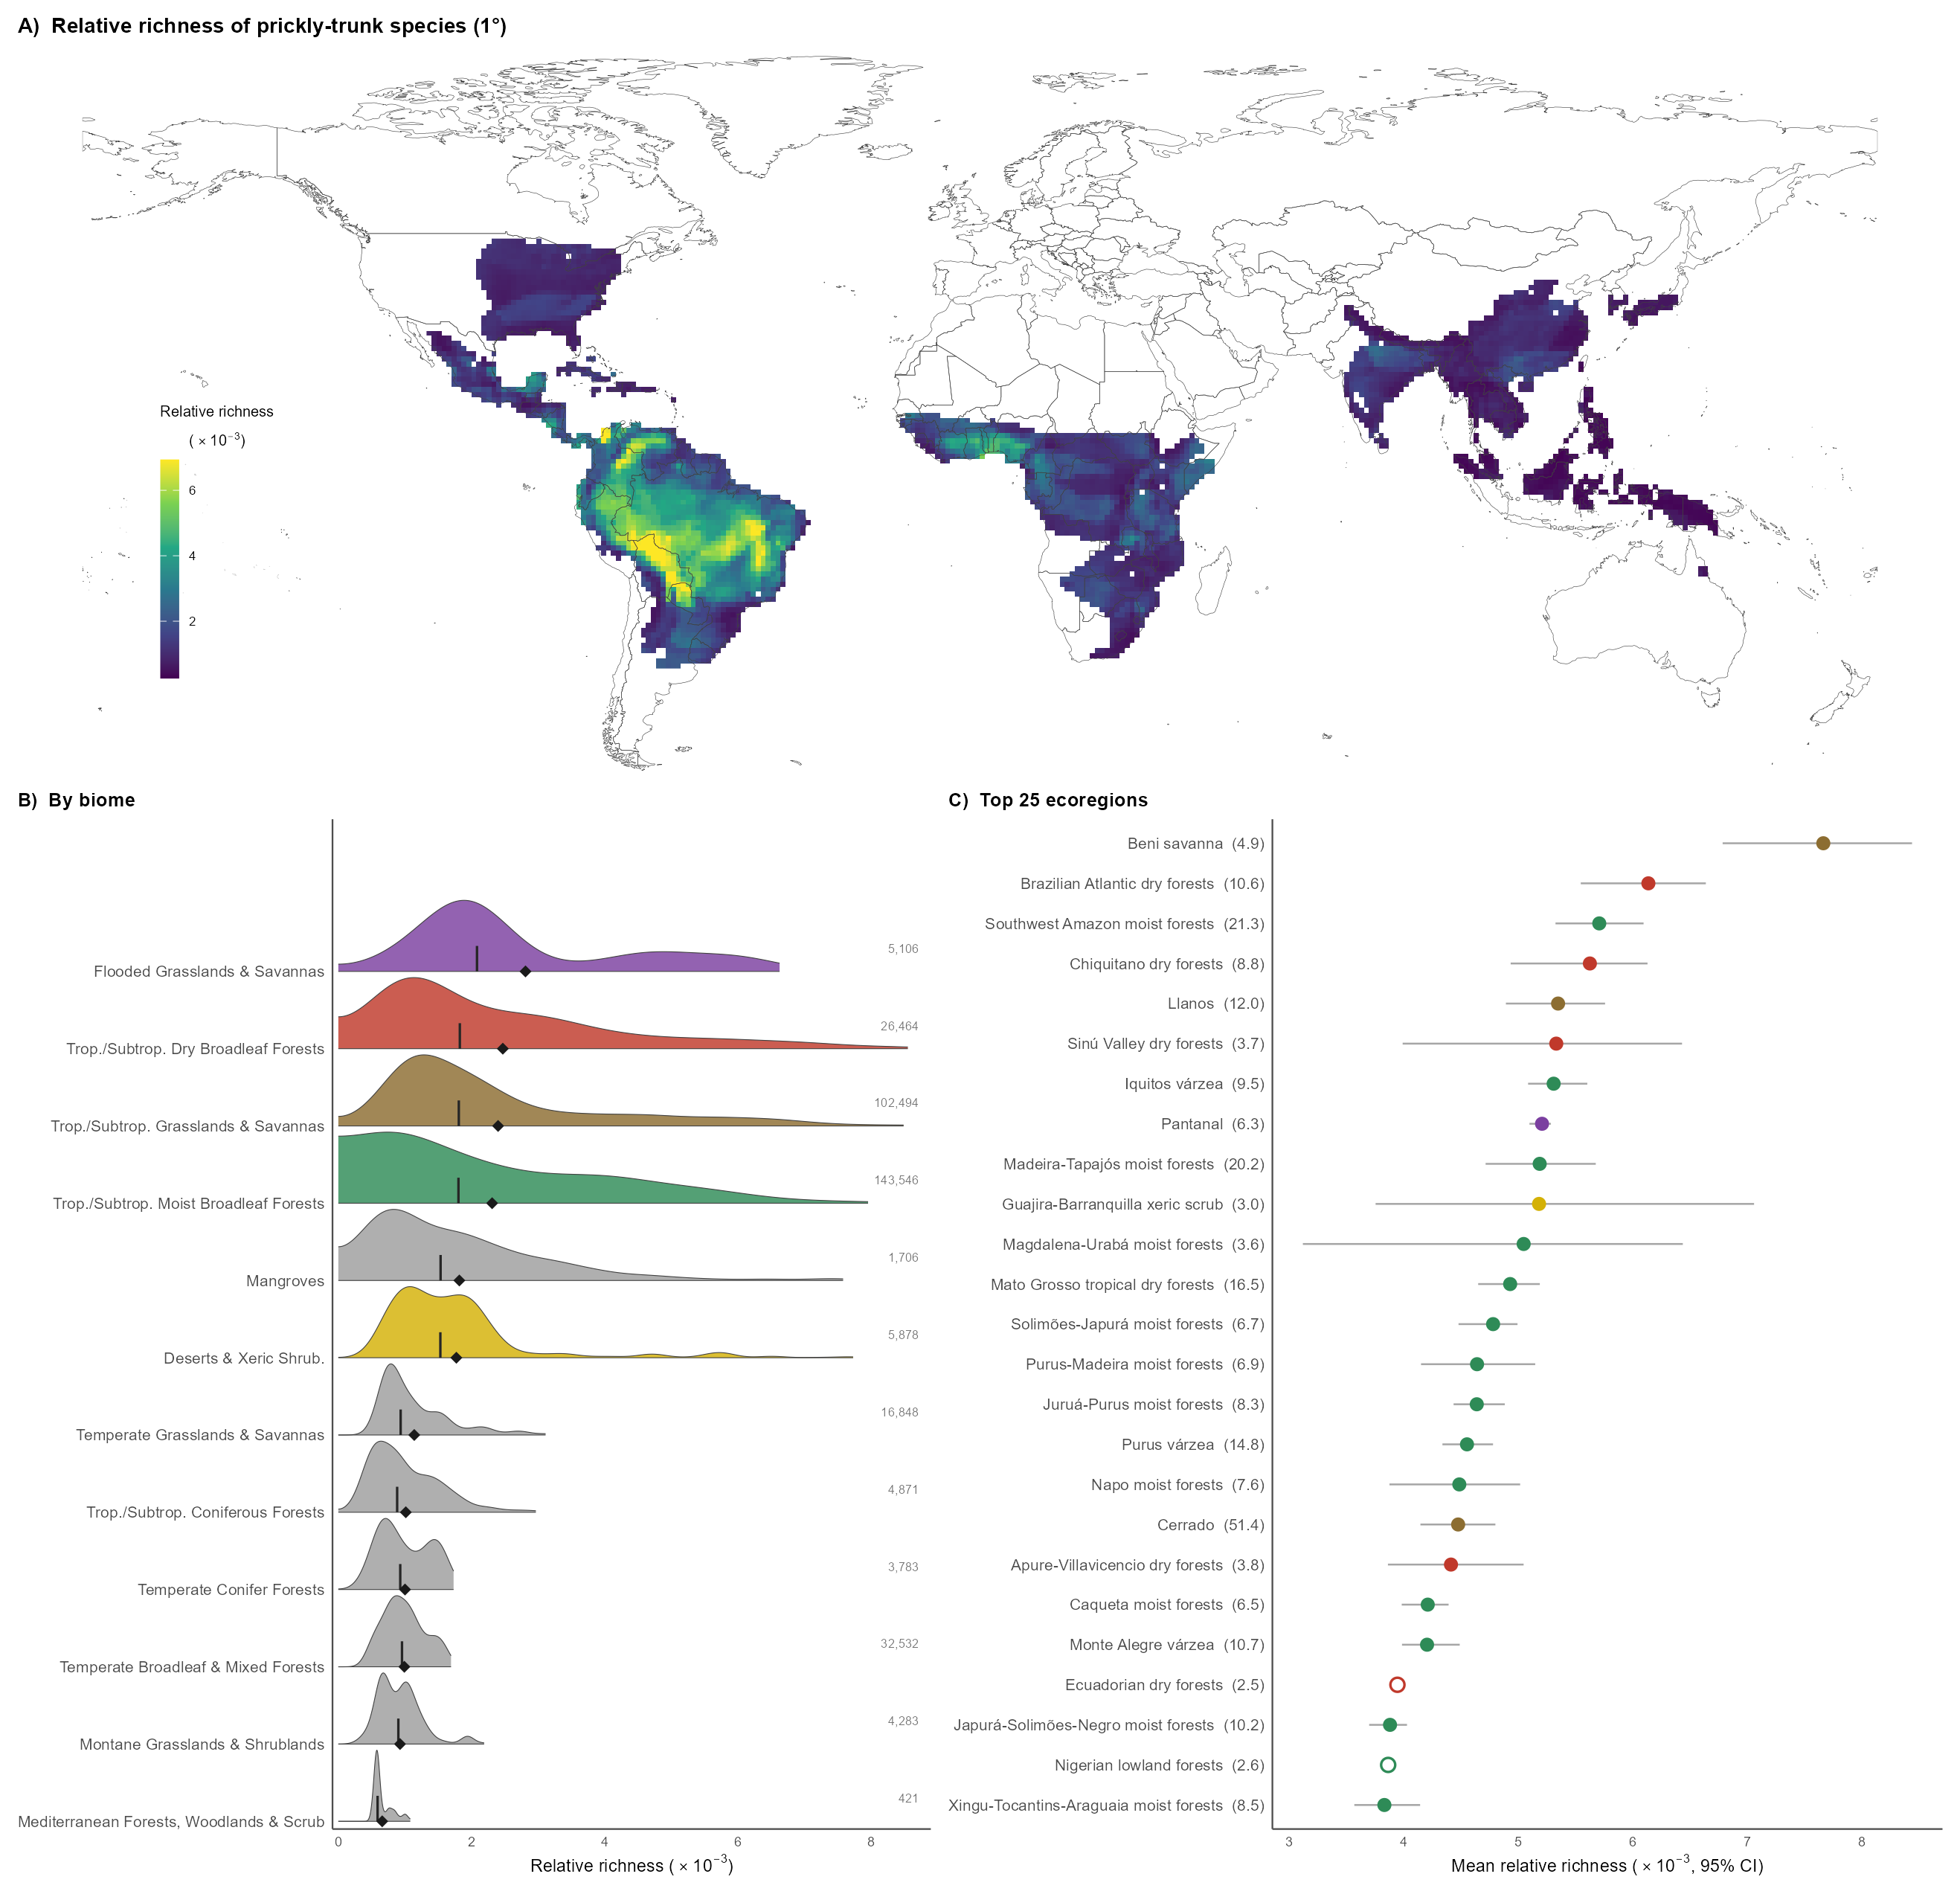 A)  Relative richness of prickly-trunk species (1°)
Relative richness
( × 10⁻³)
6
4
2
B)  By biome
Flooded Grasslands & Savannas
5,106
Trop./Subtrop. Dry Broadleaf Forests
26,464
Trop./Subtrop. Grasslands & Savannas
102,494
Trop./Subtrop. Moist Broadleaf Forests
143,546
Mangroves
1,706
Deserts & Xeric Shrub.
5,878
Temperate Grasslands & Savannas
16,848
Trop./Subtrop. Coniferous Forests
4,871
Temperate Conifer Forests
3,783
Temperate Broadleaf & Mixed Forests
32,532
Montane Grasslands & Shrublands
4,283
Mediterranean Forests, Woodlands & Scrub
421
0 2 4 6 8
Relative richness ( × 10⁻³)
C)  Top 25 ecoregions
Beni savanna  (4.9)
Brazilian Atlantic dry forests  (10.6)
Southwest Amazon moist forests  (21.3)
Chiquitano dry forests  (8.8)
Llanos  (12.0)
Sinú Valley dry forests  (3.7)
Iquitos várzea  (9.5)
Pantanal  (6.3)
Madeira-Tapajós moist forests  (20.2)
Guajira-Barranquilla xeric scrub  (3.0)
Magdalena-Urabá moist forests  (3.6)
Mato Grosso tropical dry forests  (16.5)
Solimões-Japurá moist forests  (6.7)
Purus-Madeira moist forests  (6.9)
Juruá-Purus moist forests  (8.3)
Purus várzea  (14.8)
Napo moist forests  (7.6)
Cerrado  (51.4)
Apure-Villavicencio dry forests  (3.8)
Caqueta moist forests  (6.5)
Monte Alegre várzea  (10.7)
Ecuadorian dry forests  (2.5)
Japurá-Solimões-Negro moist forests  (10.2)
Nigerian lowland forests  (2.6)
Xingu-Tocantins-Araguaia moist forests  (8.5)
3 4 5 6 7 8
Mean relative richness ( × 10⁻³, 95% CI)